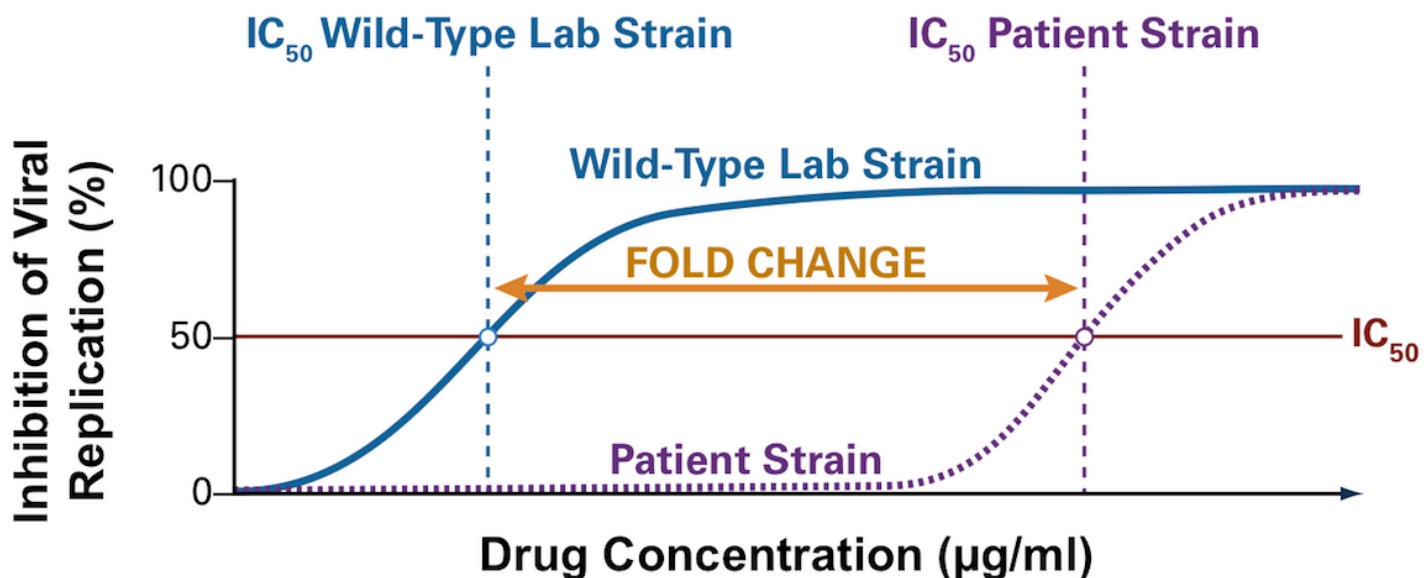 IC50 Wild-Type Lab Strain
IC50 Patient Strain
Inhibition of Viral
Replication (%)
100
Wild-Type Lab Strain
FOLD CHANGE
50
IC50
Patient Strain
0
Drug Concentration (µg/ml)